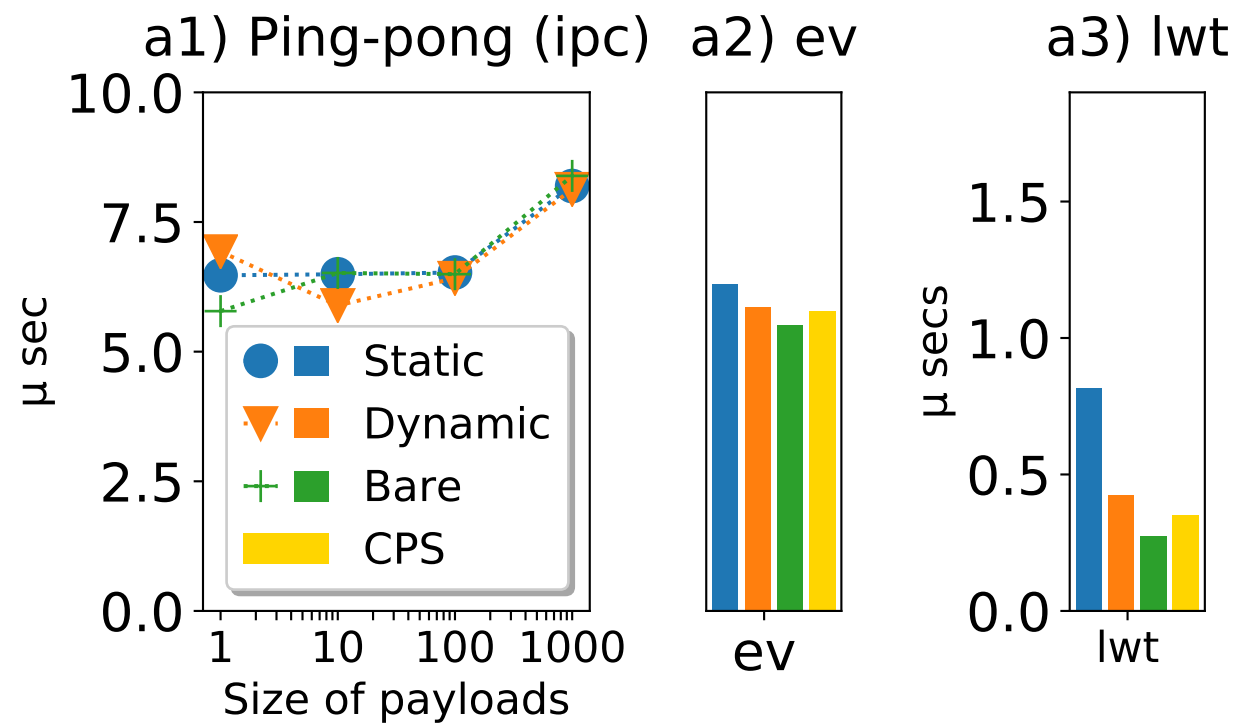 a1) Ping-pong (ipc)
10.0
7.5
5.0
2.5
0.0
µ sec
Static
Dynamic
Bare
CPS
1 10 100 1000
Size of payloads
a2) ev
ev
a3) lwt
1.5
1.0
0.5
0.0
µ secs
lwt